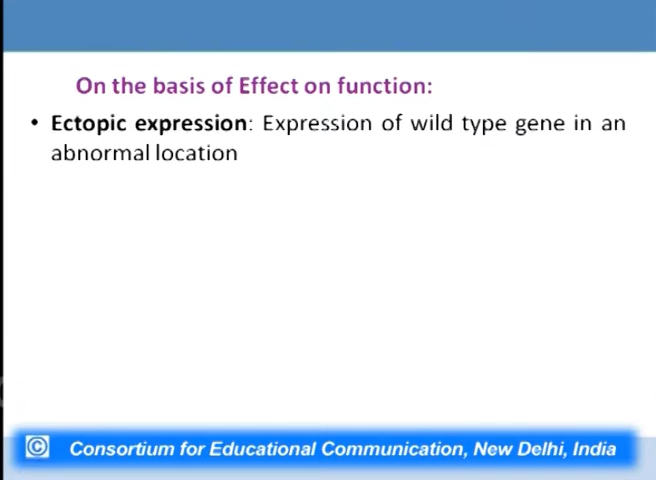 On the basis of Effect on function:
• Ectopic expression: Expression of wild type gene in an
abnormal location
© Consortium for Educational Communication, New Delhi, India